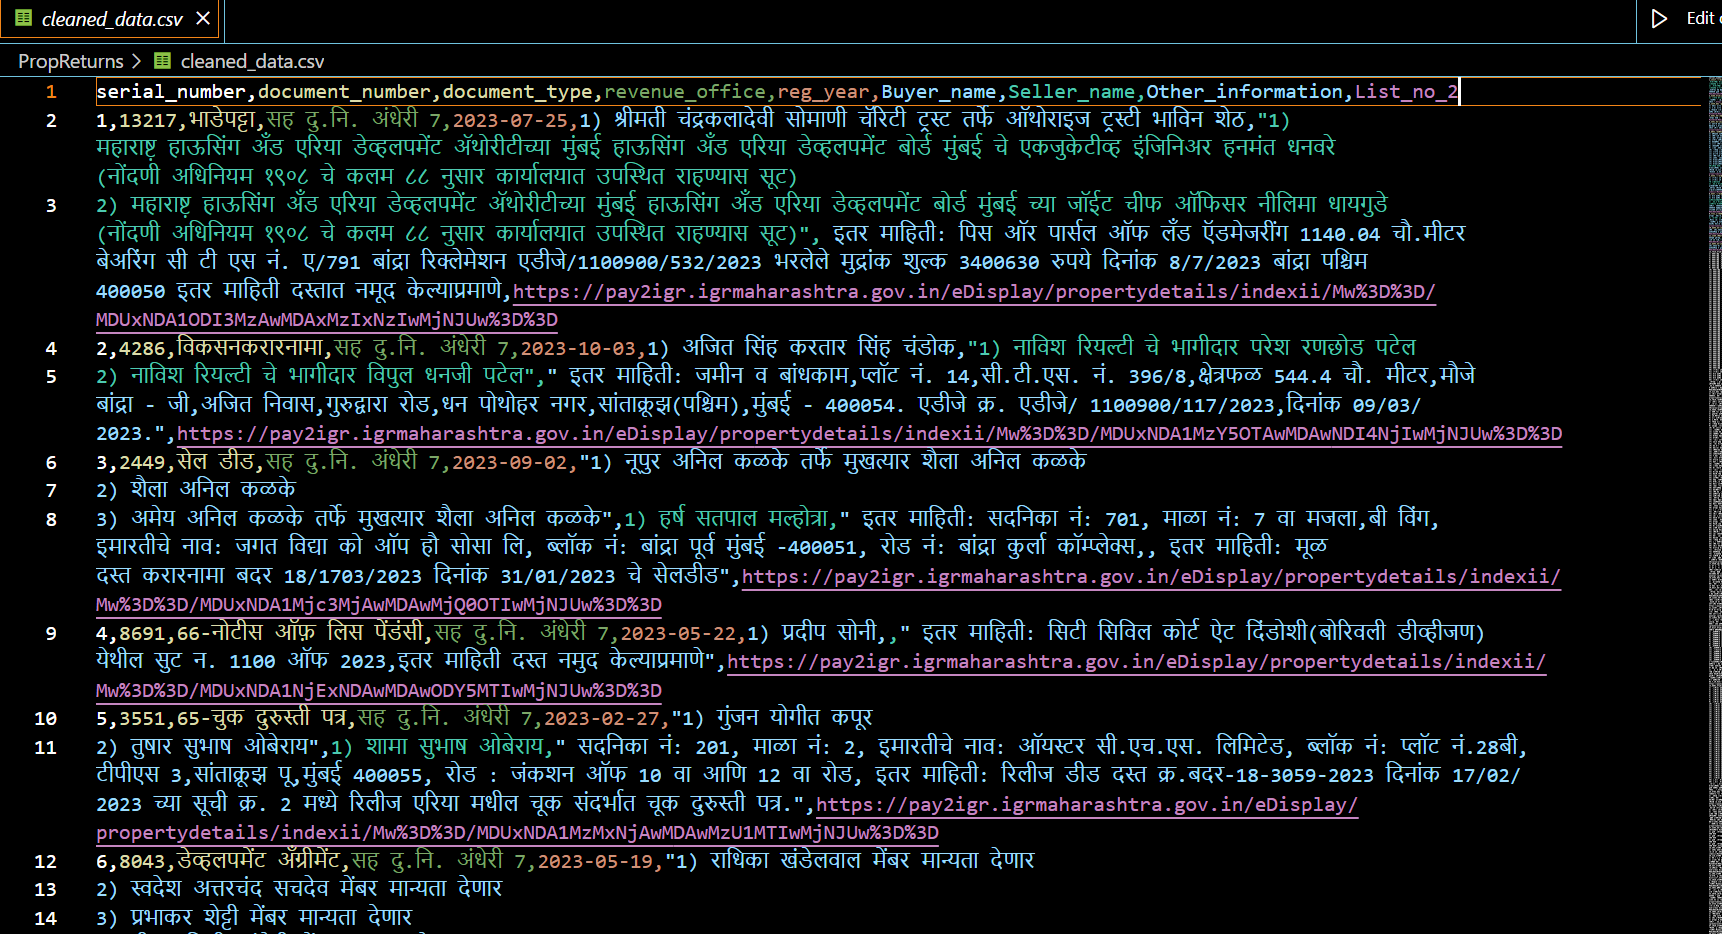 cleaned_data.csv
Edit
PropReturns > cleaned_data.csv
1 serial_number,document_number,document_type,revenue_office,reg_year,Buyer_name,Seller_name,Other_information,List_no_2
2 1,13217,भाडेपट्टा,सह दु.नि. अंधेरी 7,2023-07-25,1) श्रीमती चंद्रकलादेवी सोमाणी चॅरिटी ट्रस्ट तर्फे ऑथोराइज ट्रस्टी भाविन शेठ,"1)
महाराष्ट्र हाऊसिंग अँड एरिया डेव्हलपमेंट अॅथोरीटीच्या मुंबई हाऊसिंग अँड एरिया डेव्हलपमेंट बोर्ड मुंबई चे एकजुकेटीव्ह इंजिनिअर हनमंत धनवरे
(नोंदणी अधिनियम १९०८ चे कलम ८८ नुसार कार्यालयात उपस्थित राहण्यास सूट)
3 2) महाराष्ट्र हाऊसिंग अँड एरिया डेव्हलपमेंट अॅथोरीटीच्या मुंबई हाऊसिंग अँड एरिया डेव्हलपमेंट बोर्ड मुंबई च्या जॉईट चीफ ऑफिसर नीलिमा धायगुडे
(नोंदणी अधिनियम १९०८ चे कलम ८८ नुसार कार्यालयात उपस्थित राहण्यास सूट)", इतर माहिती: पिस ऑर पार्सल ऑफ लँड ऍडमेजरींग 1140.04 चौ.मीटर
बेअरिंग सी टी एस नं. ए/791 बांद्रा रिक्लेमेशन एडीजे/1100900/532/2023 भरलेले मुद्रांक शुल्क 3400630 रुपये दिनांक 8/7/2023 बांद्रा पश्चिम
400050 इतर माहिती दस्तात नमूद केल्याप्रमाणे,https://pay2igr.igrmaharashtra.gov.in/eDisplay/propertydetails/indexii/Mw%3D%3D/
MDUxNDA1ODI3MzAwMDAxMzIxNzIwMjNJUw%3D%3D
4 2,4286,विकसनकरारनामा,सह दु.नि. अंधेरी 7,2023-10-03,1) अजित सिंह करतार सिंह चंडोक,"1) नाविश रियल्टी चे भागीदार परेश रणछोड पटेल
5 2) नाविश रियल्टी चे भागीदार विपुल धनजी पटेल"," इतर माहिती: जमीन व बांधकाम,प्लॉट नं. 14,सी.टी.एस. नं. 396/8,क्षेत्रफळ 544.4 चौ. मीटर,मौजे
बांद्रा - जी,अजित निवास,गुरुद्वारा रोड,धन पोथोहर नगर,सांताक्रूझ(पश्चिम),मुंबई - 400054. एडीजे क्र. एडीजे/ 1100900/117/2023,दिनांक 09/03/
2023.",https://pay2igr.igrmaharashtra.gov.in/eDisplay/propertydetails/indexii/Mw%3D%3D/MDUxNDA1MzY5OTAwMDAwNDI4NjIwMjNJUw%3D%3D
6 3,2449,सेल डीड,सह दु.नि. अंधेरी 7,2023-09-02,"1) नूपुर अनिल कळके तर्फे मुखत्यार शैला अनिल कळके
7 2) शैला अनिल कळके
8 3) अमेय अनिल कळके तर्फे मुखत्यार शैला अनिल कळके",1) हर्ष सतपाल मल्होत्रा," इतर माहिती: सदनिका नं: 701, माळा नं: 7 वा मजला,बी विंग,
इमारतीचे नाव: जगत विद्या को ऑप हौ सोसा लि, ब्लॉक नं: बांद्रा पूर्व मुंबई -400051, रोड नं: बांद्रा कुर्ला कॉम्प्लेक्स,, इतर माहिती: मूळ
दस्त करारनामा बदर 18/1703/2023 दिनांक 31/01/2023 चे सेलडीड",https://pay2igr.igrmaharashtra.gov.in/eDisplay/propertydetails/indexii/
Mw%3D%3D/MDUxNDA1Mjc3MjAwMDAwMjQ0OTIwMjNJUw%3D%3D
9 4,8691,66-नोटीस ऑफ़ लिस पेंडंसी,सह दु.नि. अंधेरी 7,2023-05-22,1) प्रदीप सोनी,," इतर माहिती: सिटी सिविल कोर्ट ऐट दिंडोशी(बोरिवली डीव्हीजण)
येथील सुट न. 1100 ऑफ 2023,इतर माहिती दस्त नमुद केल्याप्रमाणे",https://pay2igr.igrmaharashtra.gov.in/eDisplay/propertydetails/indexii/
Mw%3D%3D/MDUxNDA1NjExNDAwMDAwODY5MTIwMjNJUw%3D%3D
10 5,3551,65-चुक दुरुस्ती पत्र,सह दु.नि. अंधेरी 7,2023-02-27,"1) गुंजन योगीत कपूर
11 2) तुषार सुभाष ओबेराय",1) शामा सुभाष ओबेराय," सदनिका नं: 201, माळा नं: 2, इमारतीचे नाव: ऑयस्टर सी.एच.एस. लिमिटेड, ब्लॉक नं: प्लॉट नं.28बी,
टीपीएस 3,सांताक्रूझ पू,मुंबई 400055, रोड : जंकशन ऑफ 10 वा आणि 12 वा रोड, इतर माहिती: रिलीज डीड दस्त क्र.बदर-18-3059-2023 दिनांक 17/02/
2023 च्या सूची क्र. 2 मध्ये रिलीज एरिया मधील चूक संदर्भात चूक दुरुस्ती पत्र.",https://pay2igr.igrmaharashtra.gov.in/eDisplay/
propertydetails/indexii/Mw%3D%3D/MDUxNDA1MzMxNjAwMDAwMzU1MTIwMjNJUw%3D%3D
12 6,8043,डेव्हलपमेंट अँग्रीमेंट,सह दु.नि. अंधेरी 7,2023-05-19,"1) राधिका खंडेलवाल मेंबर मान्यता देणार
13 2) स्वदेश अत्तरचंद सचदेव मेंबर मान्यता देणार
14 3) प्रभाकर शेट्टी मेंबर मान्यता देणार